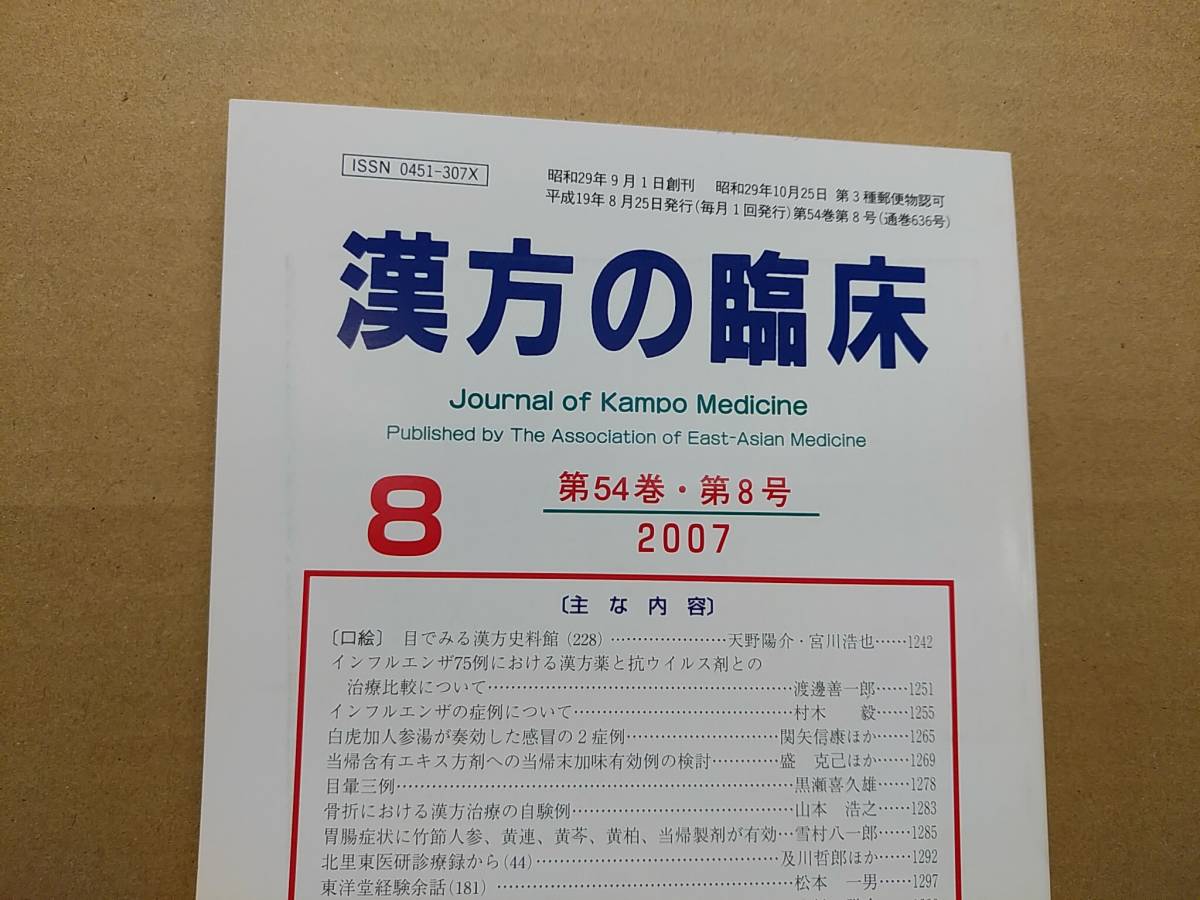 ISSN 0451-307X
昭和29年9月1日創刊 昭和29年10月25日 第3種郵便物認可
平成19年8月25日発行(毎月1回発行)第54巻第8号(通巻636号)
漢方の臨床
Journal of Kampo Medicine
Published by The Association of East-Asian Medicine
8
第54巻・第8号
2007
〔主な内容〕
〔口絵〕 目でみる漢方史料館(228)…………………天野陽介・宮川浩也……1242
インフルエンザ75例における漢方薬と抗ウイルス剤との
治療比較について……………………………………渡邊善一郎……1251
インフルエンザの症例について…………………………村木 毅……1255
白虎加人参湯が奏効した感冒の2症例…………………関矢信康ほか……1265
当帰含有エキス方剤への当帰末加味有効例の検討…………盛 克己ほか……1269
目暈三例………………………………………………黒瀬喜久雄……1278
骨折における漢方治療の自験例…………………………山本 浩之……1283
胃腸症状に竹節人参、黄連、黄芩、黄柏、当帰製剤が有効…雪村八一郎……1285
北里東医研診療録から(44)……………………………及川哲郎ほか……1292
東洋堂経験余話(181)…………………………………松本 一男……1297